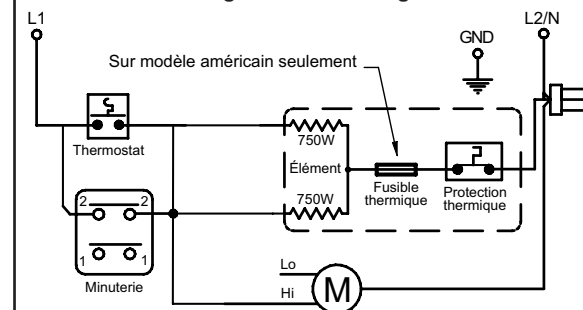 L1
L2/N
GND
Sur modèle américain seulement
Thermostat
750W
Élément
750W
Fusible
thermique
Protection
thermique
2 2
1 1
Minuterie
Lo
Hi
M